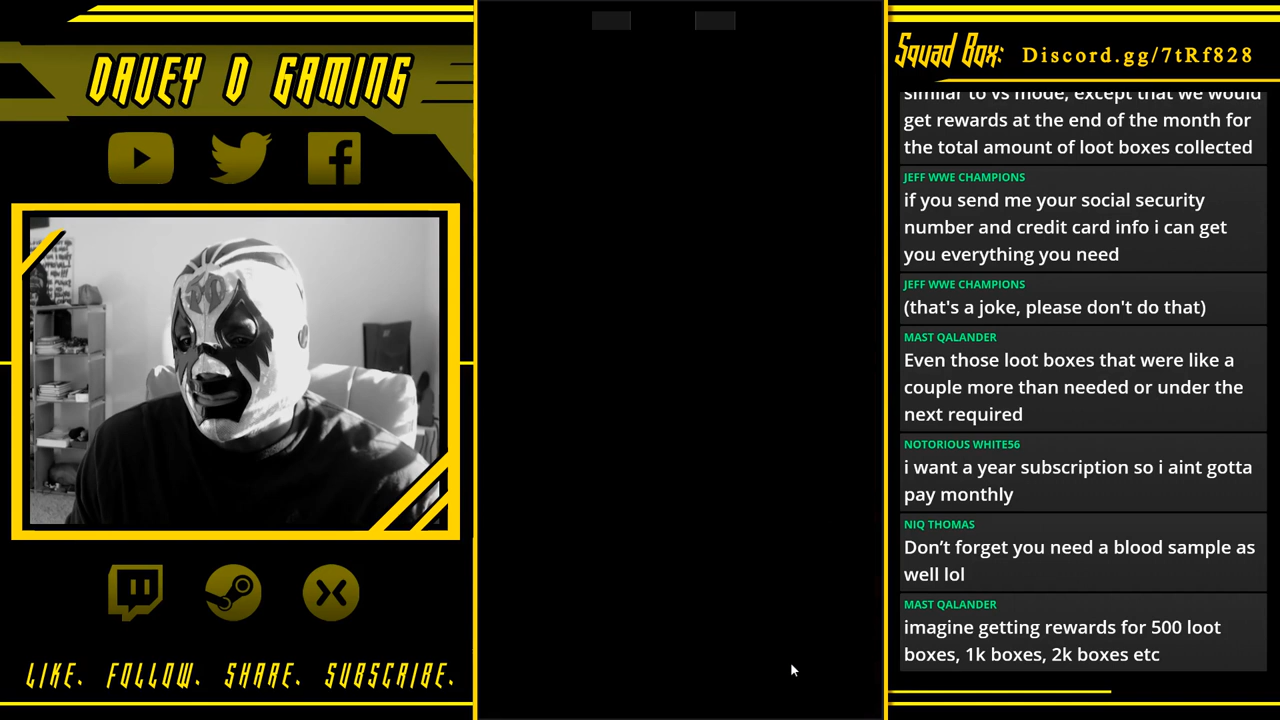 DAVEY D GAMING
LIKE. FOLLOW. SHARE. SUBSCRIBE.
Squad Box: Discord.gg/7tRf828
similar to vs mode, except that we would
get rewards at the end of the month for
the total amount of loot boxes collected
JEFF WWE CHAMPIONS
if you send me your social security
number and credit card info i can get
you everything you need
JEFF WWE CHAMPIONS
(that's a joke, please don't do that)
MAST QALANDER
Even those loot boxes that were like a
couple more than needed or under the
next required
NOTORIOUS WHITE56
i want a year subscription so i aint gotta
pay monthly
NIQ THOMAS
Don’t forget you need a blood sample as
well lol
MAST QALANDER
imagine getting rewards for 500 loot
boxes, 1k boxes, 2k boxes etc